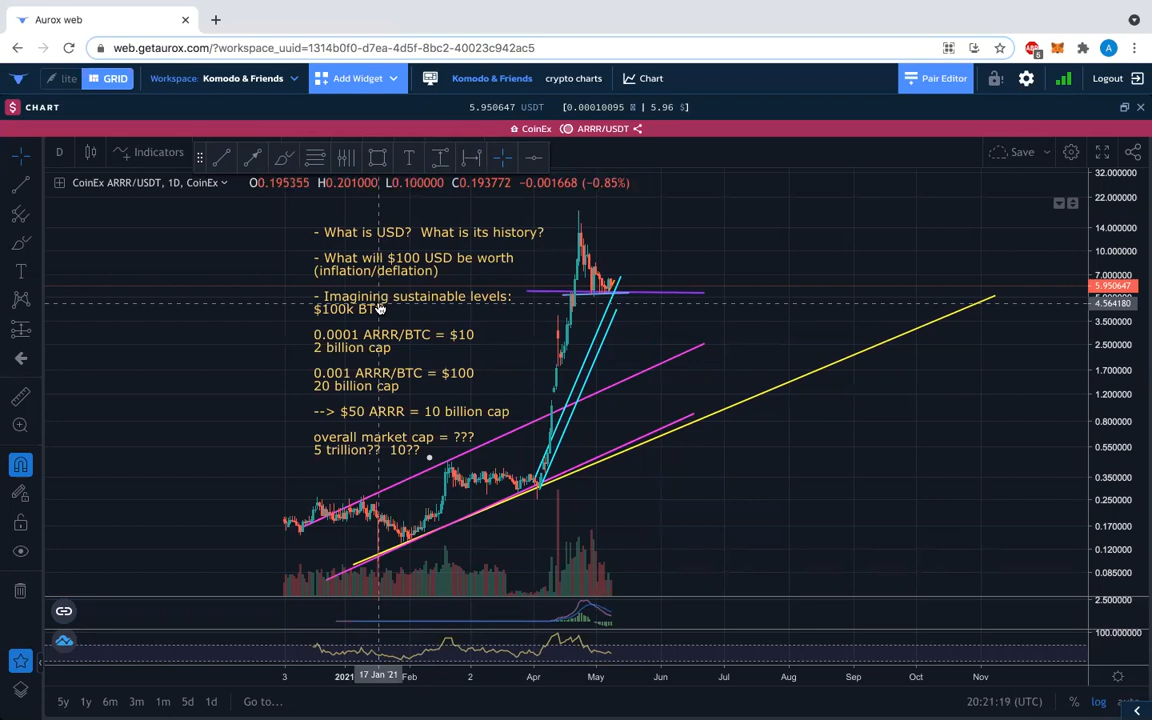 Aurox web
web.getaurox.com/?workspace_uuid=1314b0f0-d7ea-4d5f-8bc2-40023c942ac5
5
A
lite
GRID
Workspace: Komodo & Friends
Add Widget
Komodo & Friends
crypto charts
Chart
Pair Editor
Logout
$ CHART
5.950647 USDT
[0.00010095 | 5.96 $]
CoinEx
ARRR/USDT
D
Indicators
T
Save
CoinEx ARRR/USDT, 1D, CoinEx
O0.195355 H0.201000 L0.100000 C0.193772 -0.001668 (-0.85%)
- What is USD? What is its history?
- What will $100 USD be worth
(inflation/deflation)
- Imagining sustainable levels:
$100k BTC
0.0001 ARRR/BTC = $10
2 billion cap
0.001 ARRR/BTC = $100
20 billion cap
--> $50 ARRR = 10 billion cap
overall market cap = ???
5 trillion?? 10??
32.000000
22.000000
14.000000
10.000000
7.000000
5.950647
4.564180
3.500000
2.500000
1.700000
1.200000
0.800000
0.550000
0.350000
0.250000
0.170000
0.120000
0.085000
2.500000
100.000000
3
2021
17 Jan '21
Feb
2
Apr
May
Jun
Jul
Aug
Sep
Oct
Nov
5y
1y
6m
3m
1m
5d
1d
Go to...
20:21:19 (UTC)
%
log